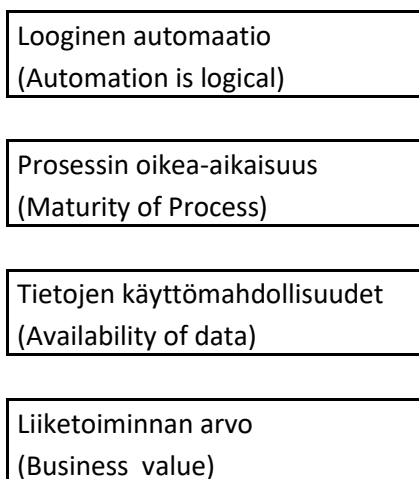 Looginen automaatio
(Automation is logical)
Prosessin oikea-aikaisuus
(Maturity of Process)
Tietojen käyttömahdollisuudet
(Availability of data)
Liiketoiminnan arvo
(Business  value)